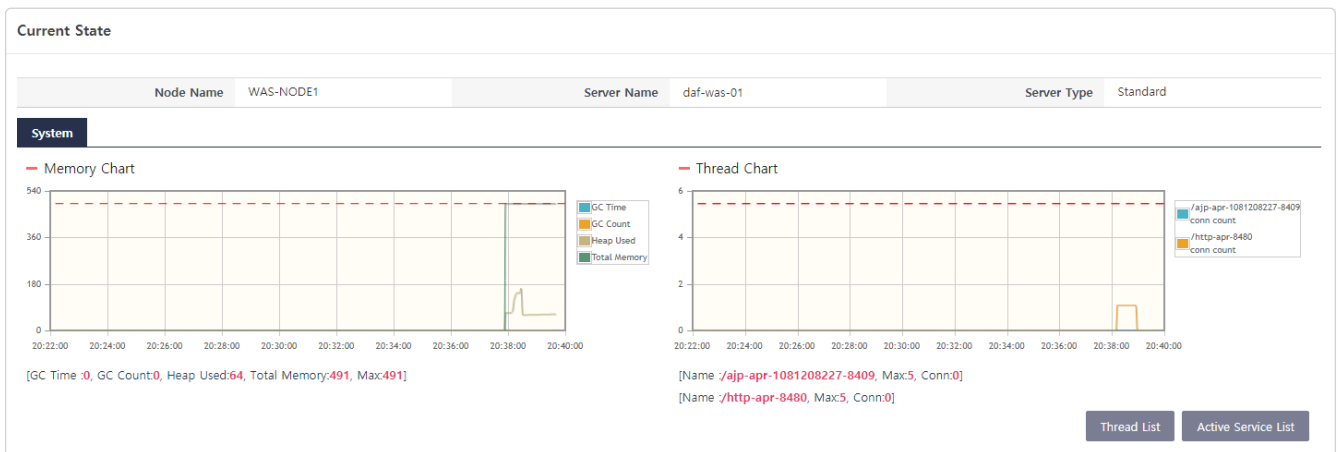 Current State
Node Name WAS-NODE1 Server Name daf-was-01 Server Type Standard
System
Memory Chart
540
360
180
0
20:22:00 20:24:00 20:26:00 20:28:00 20:30:00 20:32:00 20:34:00 20:36:00 20:38:00 20:40:00
GC Time
GC Count
Heap Used
Total Memory
[GC Time :0, GC Count:0, Heap Used:64, Total Memory:491, Max:491]
Thread Chart
6
4
2
0
20:22:00 20:24:00 20:26:00 20:28:00 20:30:00 20:32:00 20:34:00 20:36:00 20:38:00 20:40:00
/ajp-apr-1081208227-8409
conn count
/http-apr-8480
conn count
[Name :/ajp-apr-1081208227-8409, Max:5, Conn:0]
[Name :/http-apr-8480, Max:5, Conn:0]
Thread List Active Service List